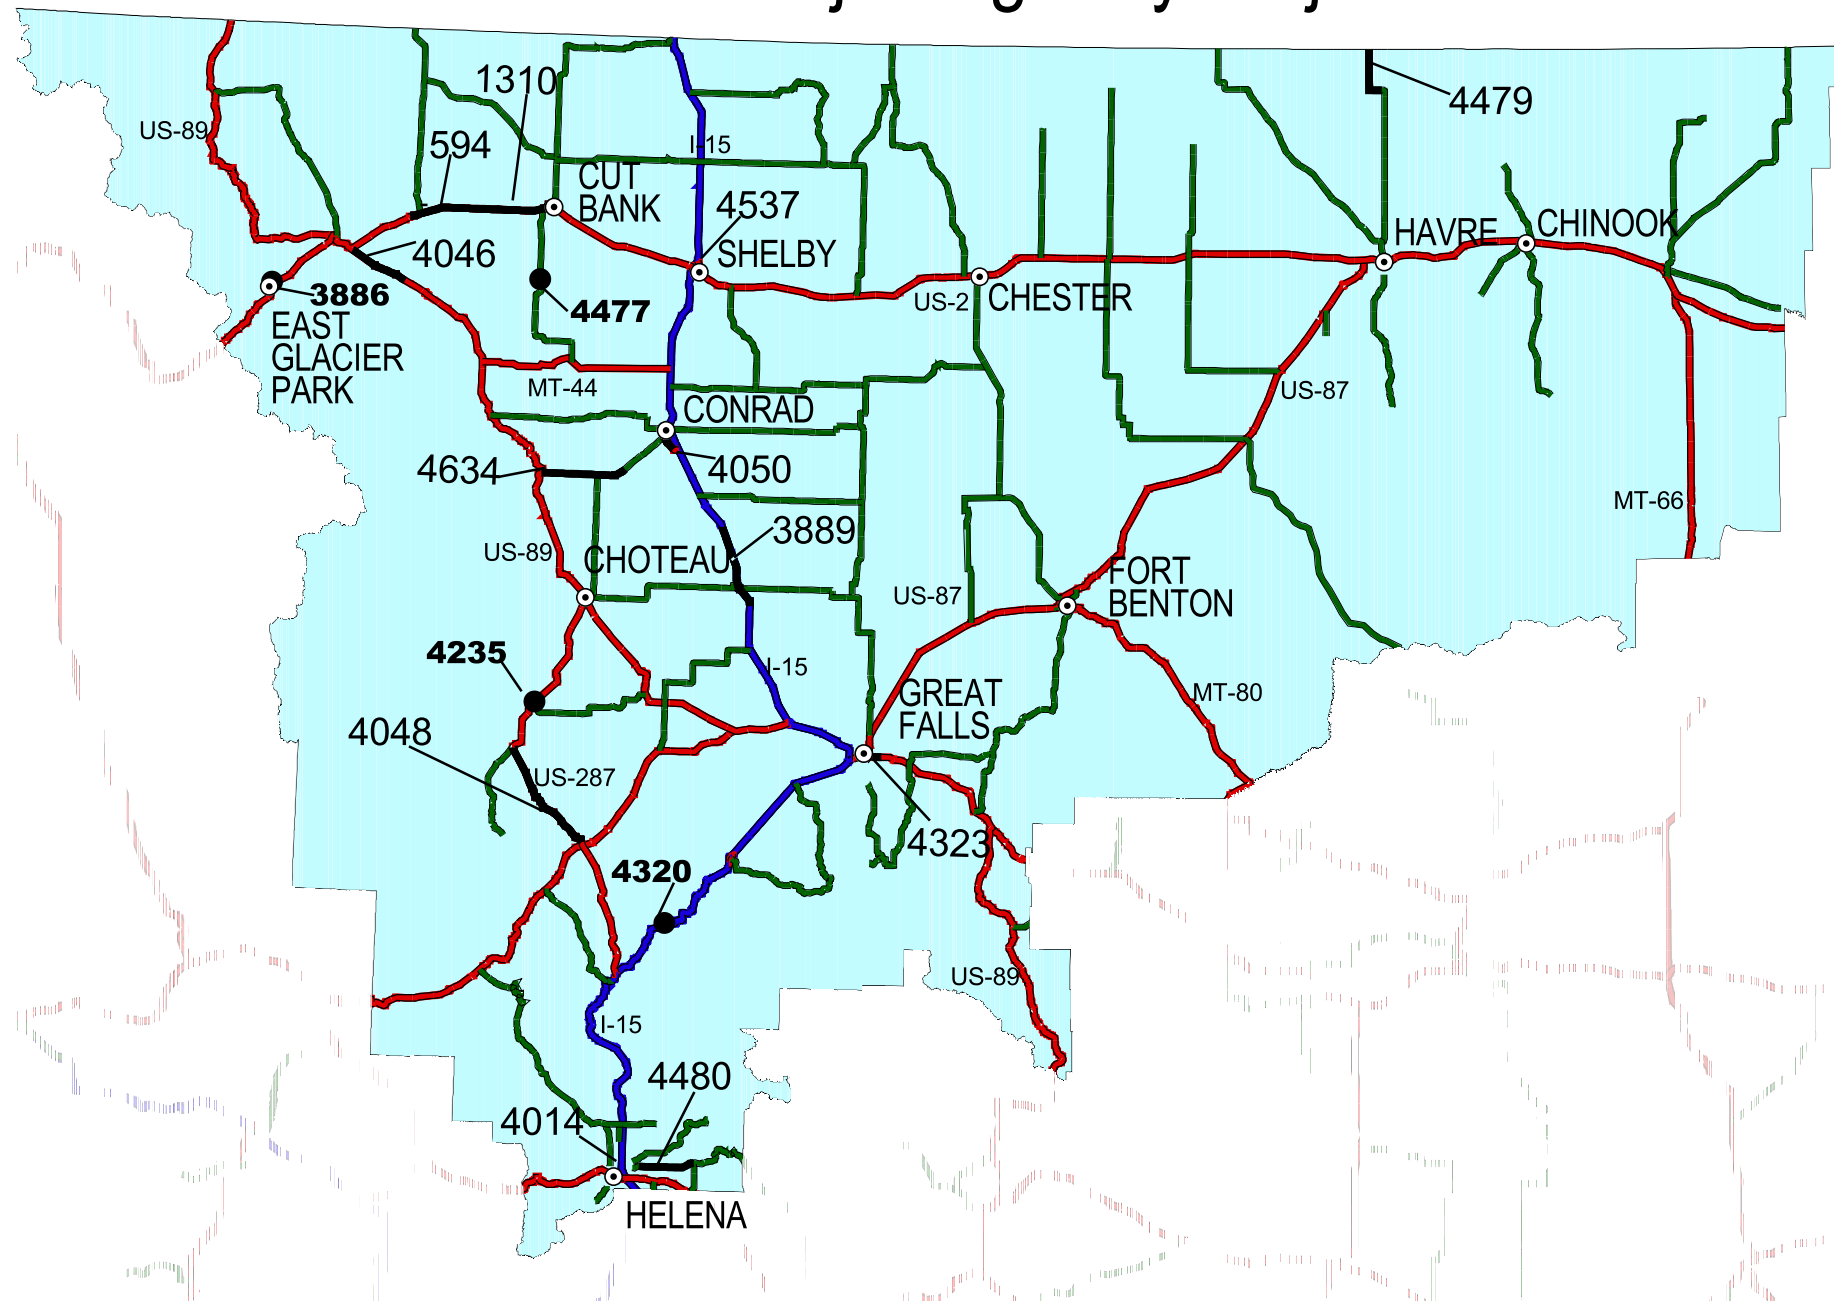 1310
4479
US-89
594
I-15
CUT
BANK
4537
HAVRE
CHINOOK
4046
SHELBY
3886
4477
US-2
CHESTER
EAST
GLACIER
PARK
MT-44
US-87
CONRAD
4634
4050
MT-66
3889
US-89
CHOTEAU
FORT
BENTON
US-87
4235
I-15
GREAT
FALLS
MT-80
4048
US-287
4323
4320
US-89
I-15
4480
4014
HELENA